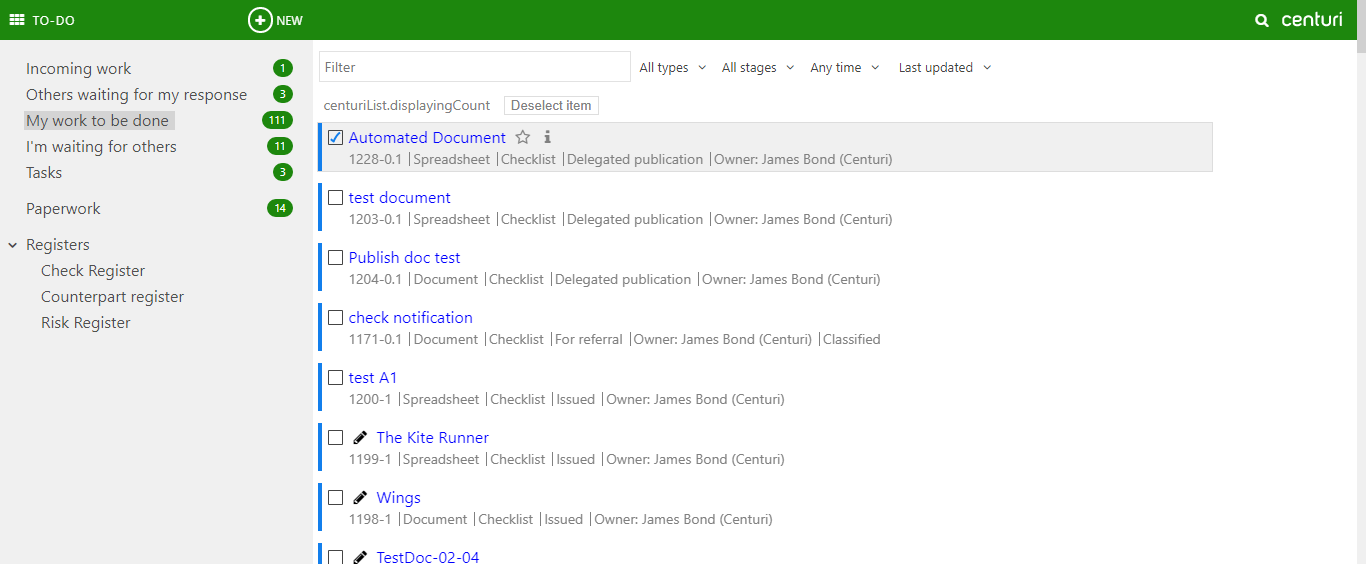 TO-DO
NEW
centuri
Incoming work 1
Others waiting for my response 3
My work to be done 111
I'm waiting for others 11
Tasks 3
Paperwork 14
Registers
Check Register
Counterpart register
Risk Register
Filter
All types
All stages
Any time
Last updated
centuriList.displayingCount
Deselect item
Automated Document
1228-0.1 |Spreadsheet |Checklist |Delegated publication |Owner: James Bond (Centuri)
test document
1203-0.1 |Spreadsheet |Checklist |Delegated publication |Owner: James Bond (Centuri)
Publish doc test
1204-0.1 |Document |Checklist |Delegated publication |Owner: James Bond (Centuri)
check notification
1171-0.1 |Document |Checklist |For referral |Owner: James Bond (Centuri) |Classified
test A1
1200-1 |Spreadsheet |Checklist |Issued |Owner: James Bond (Centuri)
The Kite Runner
1199-1 |Spreadsheet |Checklist |Issued |Owner: James Bond (Centuri)
Wings
1198-1 |Document |Checklist |Issued |Owner: James Bond (Centuri)
TestDoc-02-04